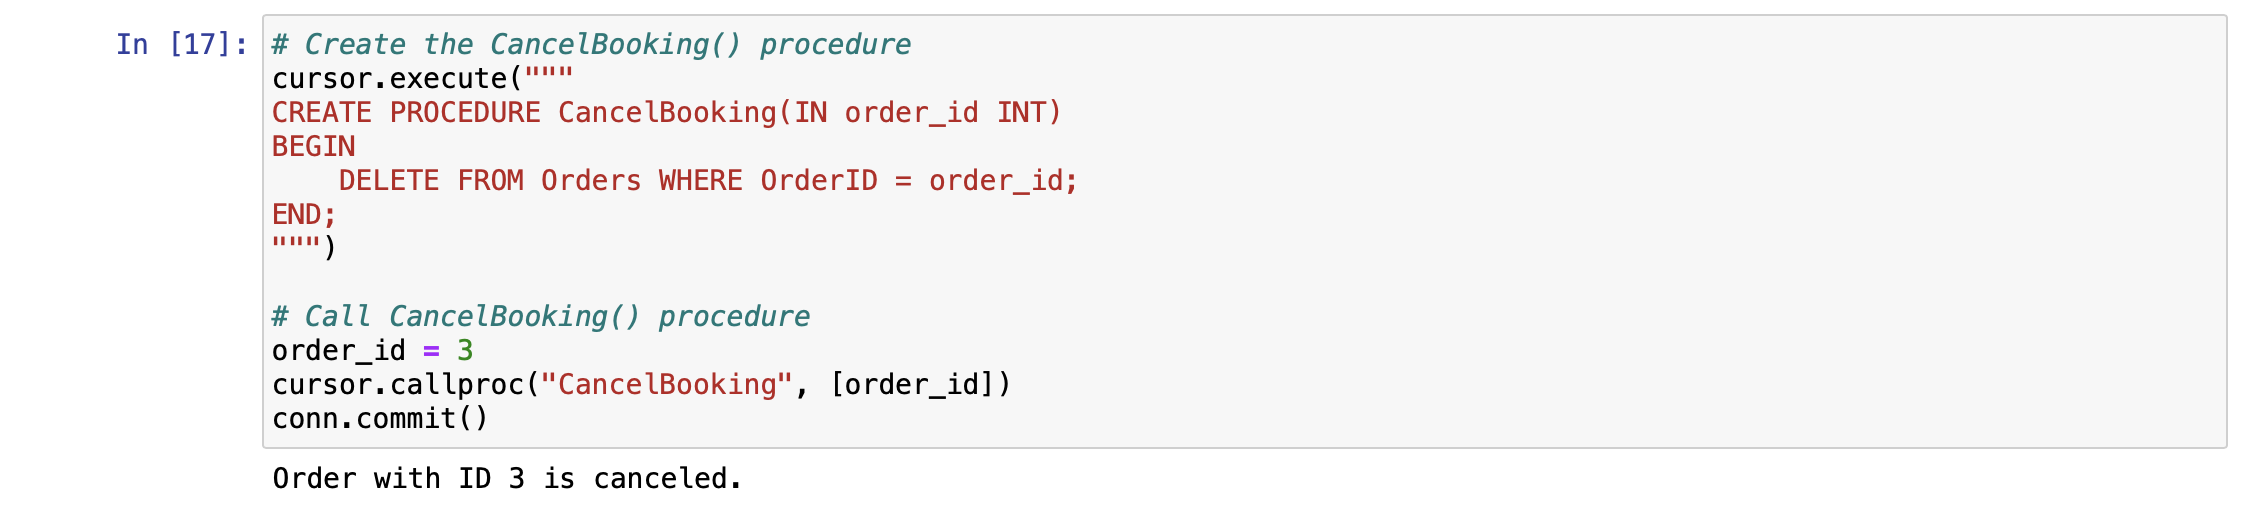 In [17]: # Create the CancelBooking() procedure
cursor.execute("""
CREATE PROCEDURE CancelBooking(IN order_id INT)
BEGIN
    DELETE FROM Orders WHERE OrderID = order_id;
END;
""")

# Call CancelBooking() procedure
order_id = 3
cursor.callproc("CancelBooking", [order_id])
conn.commit()
Order with ID 3 is canceled.